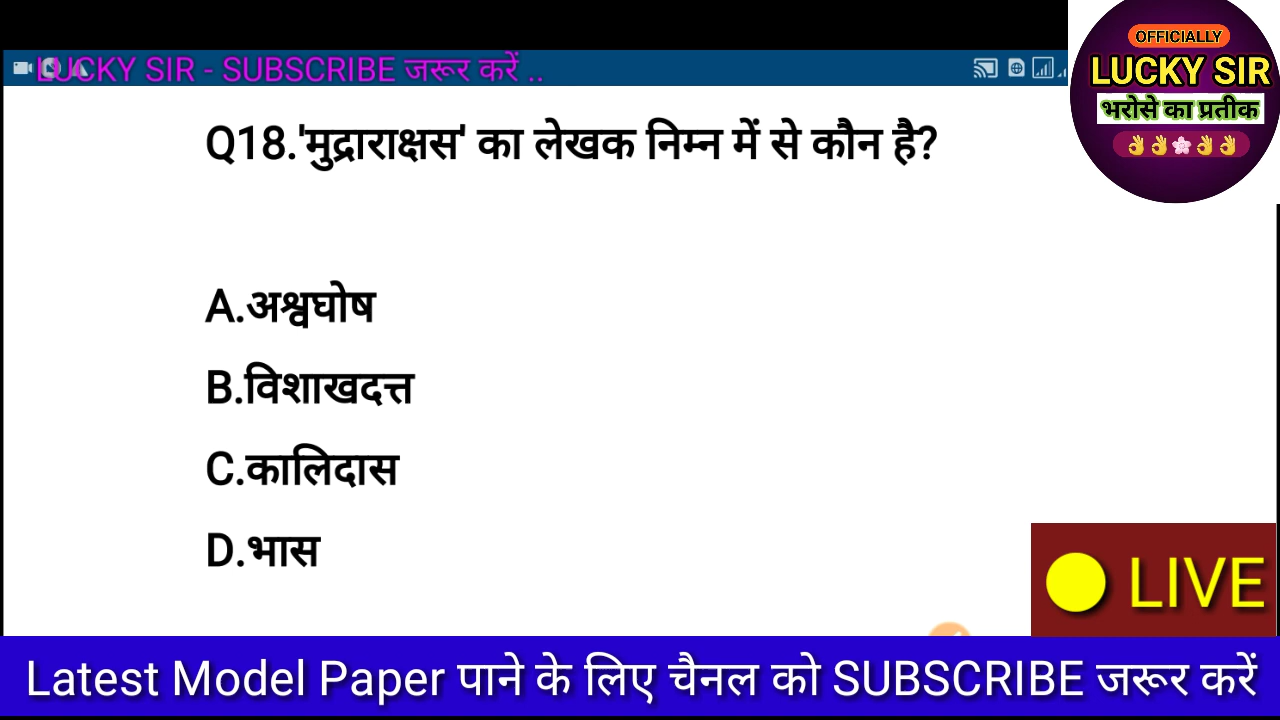 LUCKY SIR - SUBSCRIBE जरूर करें ..
OFFICIALLY
LUCKY SIR
भरोसे का प्रतीक
Q18.'मुद्राराक्षस' का लेखक निम्न में से कौन है?
A.अश्वघोष
B.विशाखदत्त
C.कालिदास
D.भास
LIVE
Latest Model Paper पाने के लिए चैनल को SUBSCRIBE जरूर करें